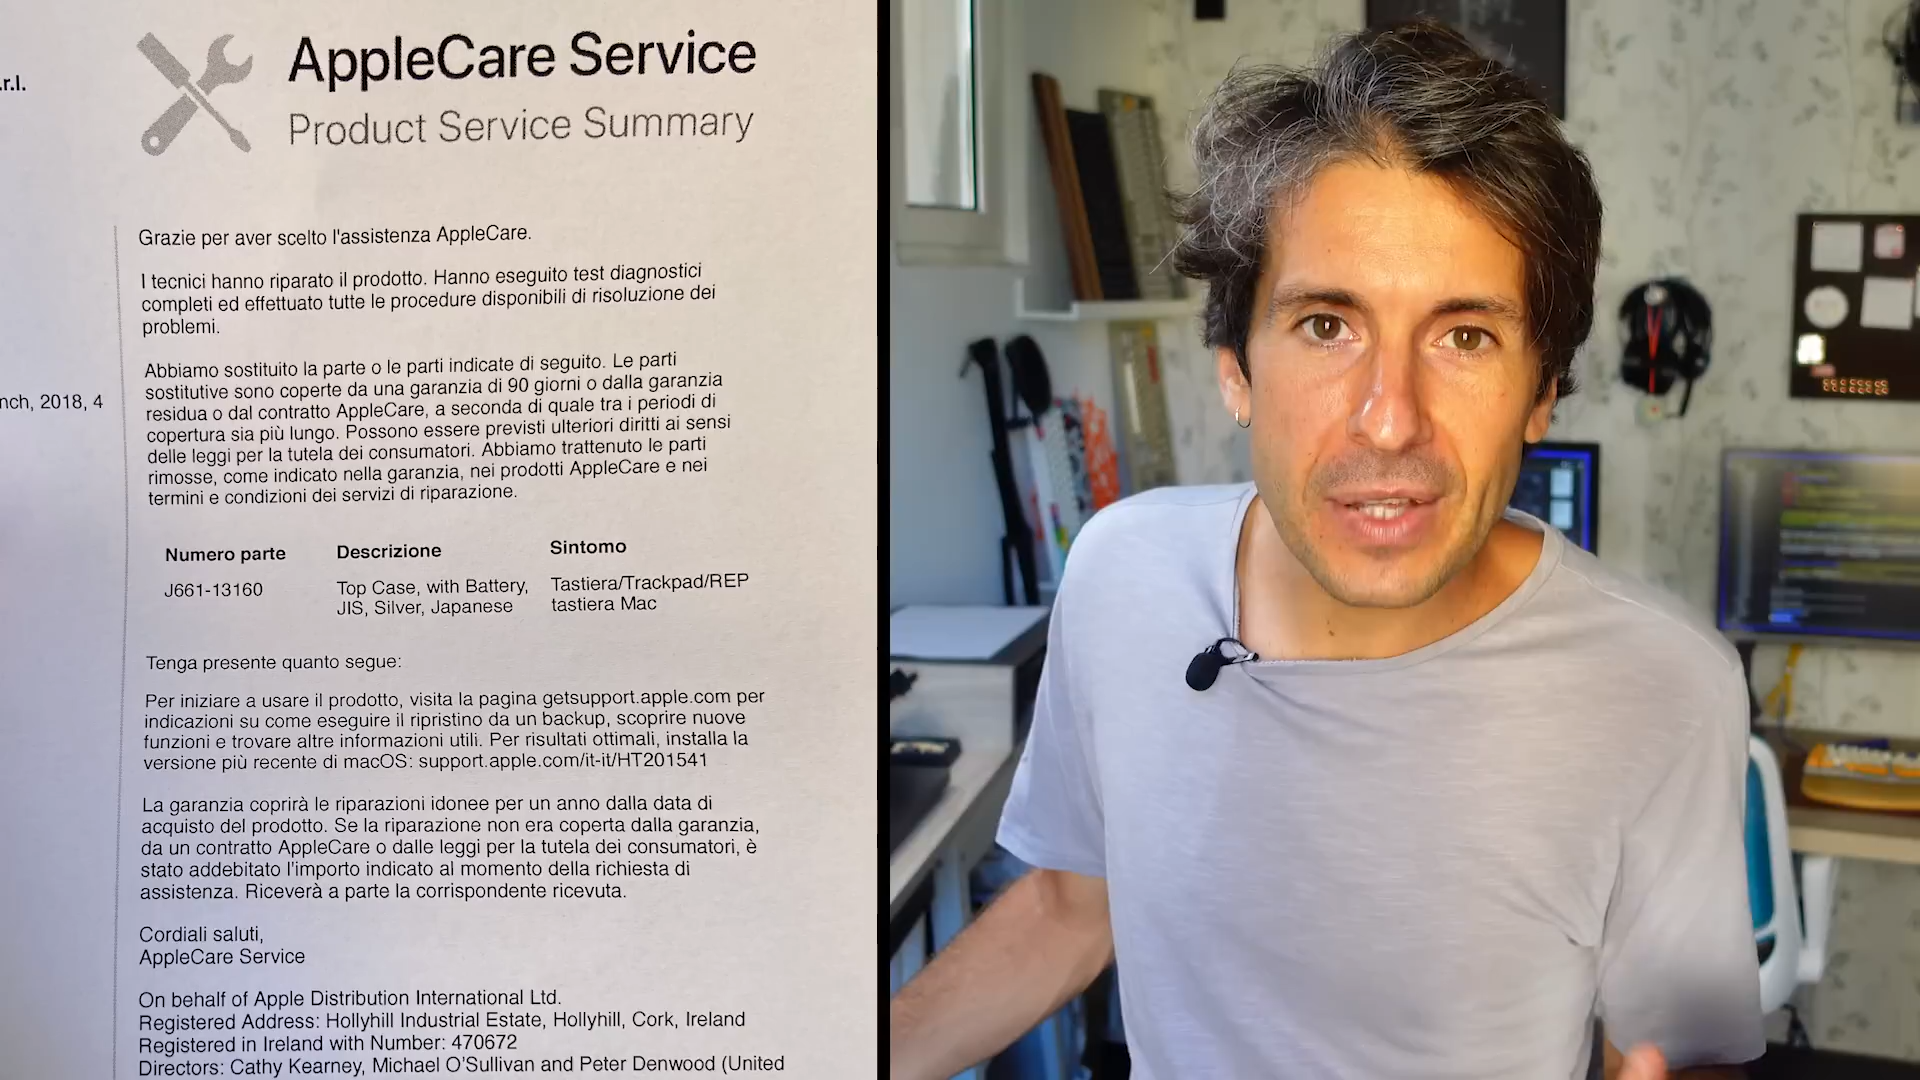 AppleCare Service
Product Service Summary
.r.l.
Grazie per aver scelto l'assistenza AppleCare.
I tecnici hanno riparato il prodotto. Hanno eseguito test diagnostici
completi ed effettuato tutte le procedure disponibili di risoluzione dei
problemi.
Abbiamo sostituito la parte o le parti indicate di seguito. Le parti
sostitutive sono coperte da una garanzia di 90 giorni o dalla garanzia
nch, 2018, 4
residua o dal contratto AppleCare, a seconda di quale tra i periodi di
copertura sia più lungo. Possono essere previsti ulteriori diritti ai sensi
delle leggi per la tutela dei consumatori. Abbiamo trattenuto le parti
rimosse, come indicato nella garanzia, nei prodotti AppleCare e nei
termini e condizioni dei servizi di riparazione.
Numero parte Descrizione Sintomo
J661-13160 Top Case, with Battery, Tastiera/Trackpad/REP
JIS, Silver, Japanese tastiera Mac
Tenga presente quanto segue:
Per iniziare a usare il prodotto, visita la pagina getsupport.apple.com per
indicazioni su come eseguire il ripristino da un backup, scoprire nuove
funzioni e trovare altre informazioni utili. Per risultati ottimali, installa la
versione più recente di macOS: support.apple.com/it-it/HT201541
La garanzia coprirà le riparazioni idonee per un anno dalla data di
acquisto del prodotto. Se la riparazione non era coperta dalla garanzia,
da un contratto AppleCare o dalle leggi per la tutela dei consumatori, è
stato addebitato l'importo indicato al momento della richiesta di
assistenza. Riceverà a parte la corrispondente ricevuta.
Cordiali saluti,
AppleCare Service
On behalf of Apple Distribution International Ltd.
Registered Address: Hollyhill Industrial Estate, Hollyhill, Cork, Ireland
Registered in Ireland with Number: 470672
Directors: Cathy Kearney, Michael O'Sullivan and Peter Denwood (United